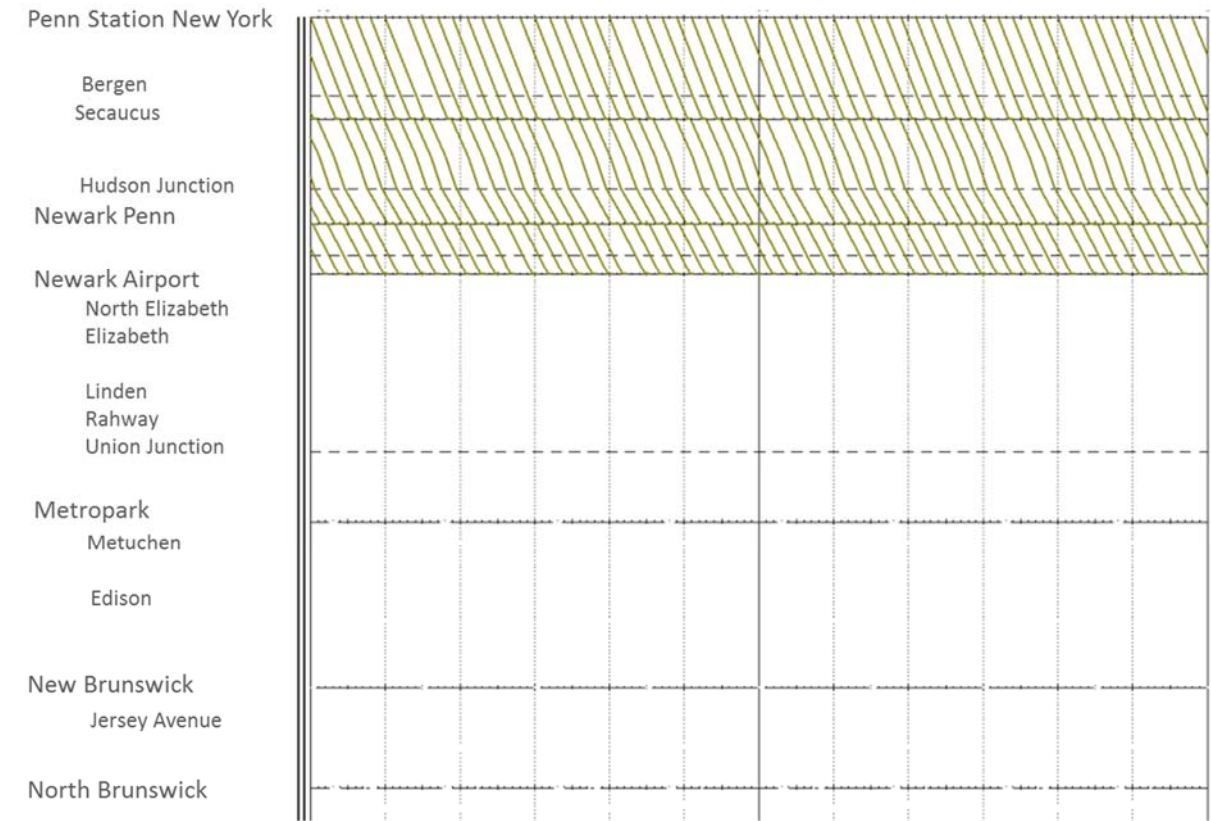 Penn Station New York
Bergen
Secaucus
Hudson Junction
Newark Penn
Newark Airport
North Elizabeth
Elizabeth
Linden
Rahway
Union Junction
Metropark
Metuchen
Edison
New Brunswick
Jersey Avenue
North Brunswick